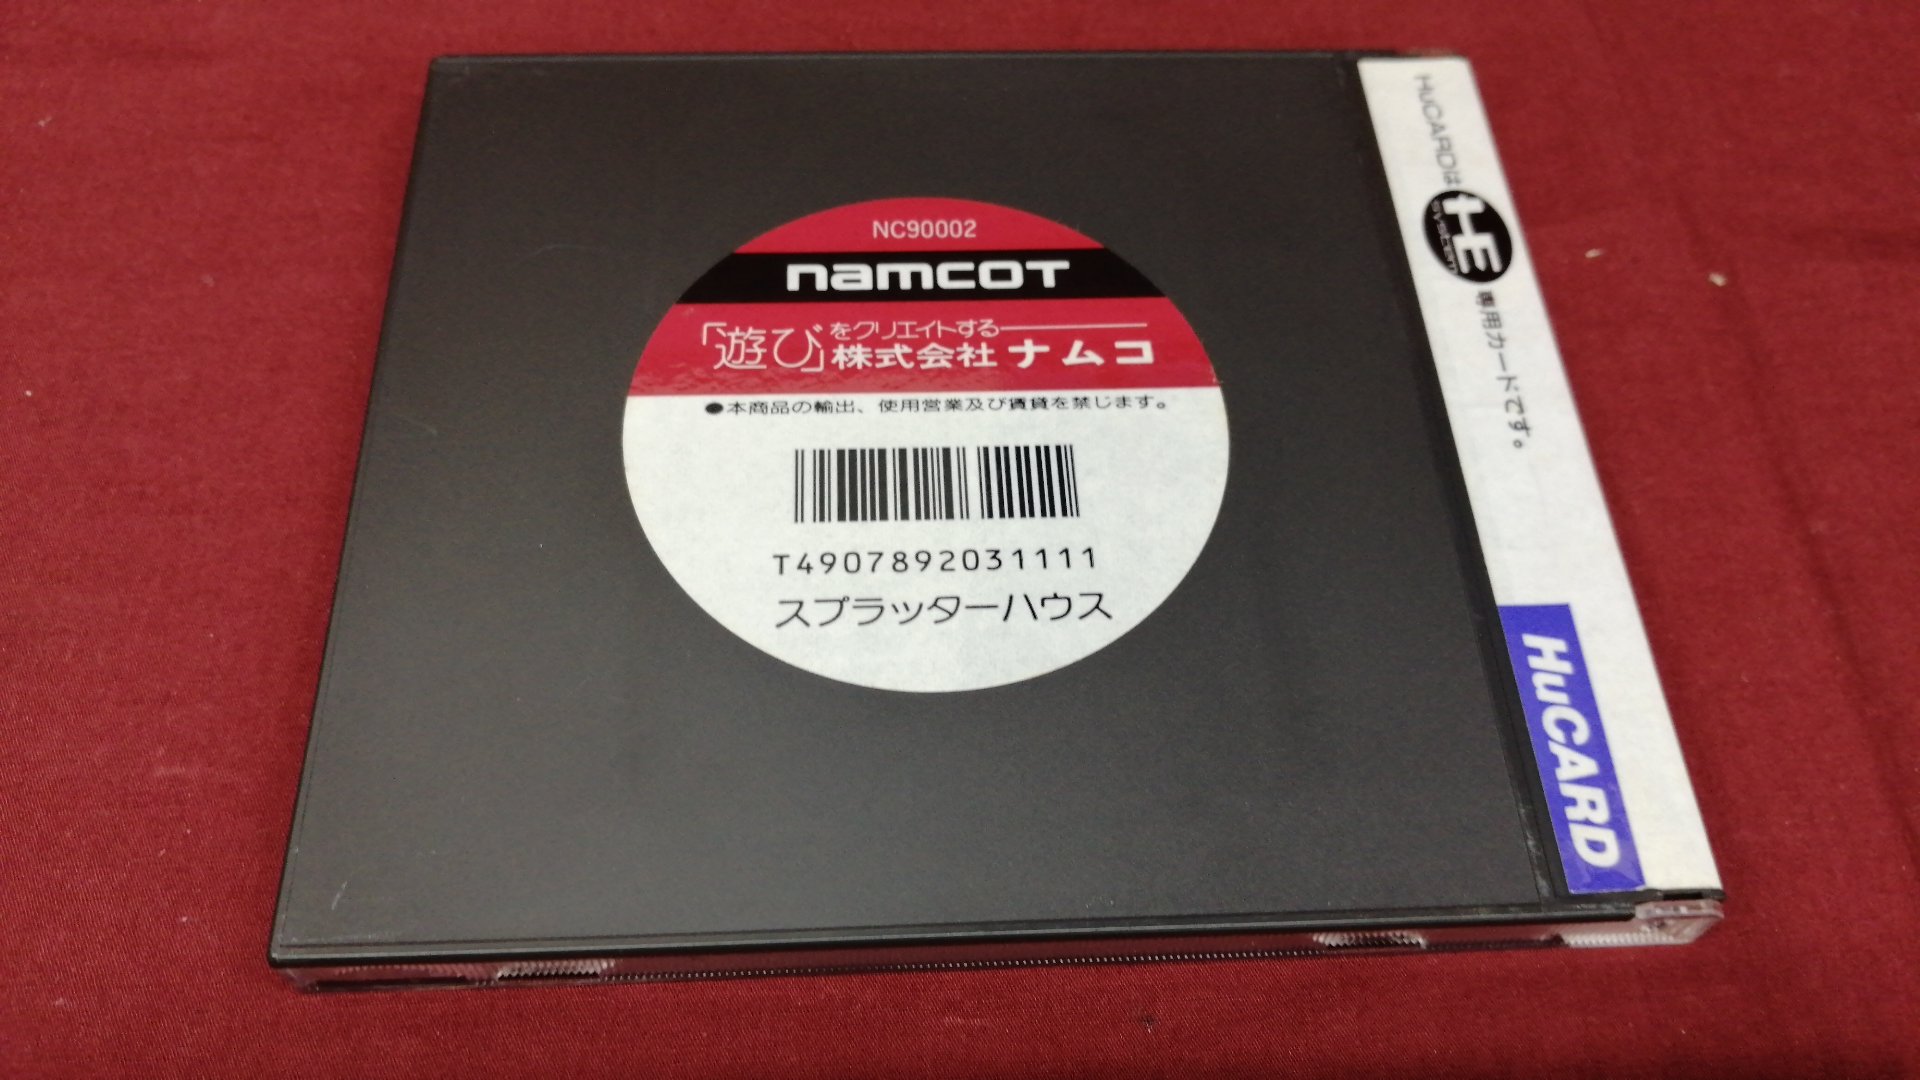 NC90002
namcot
「遊び」をクリエイトする
株式会社ナムコ
●本商品の輸出、使用営業及び賃貸を禁じます。
T4907892031111
スプラッターハウス
HuCARDは HE system 専用カードです。
HuCARD